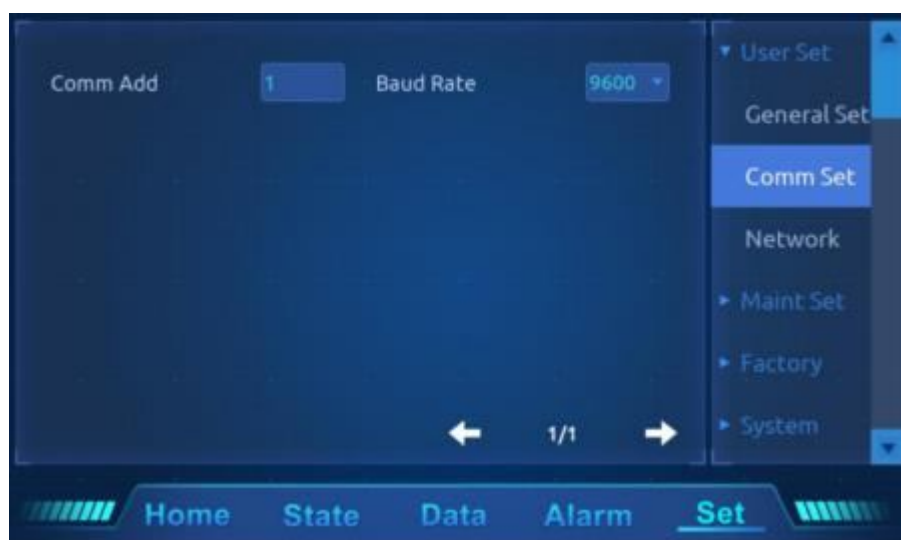 Comm Add 1 Baud Rate 9600
User Set
General Set
Comm Set
Network
Maint Set
Factory
System
1/1
Home State Data Alarm Set